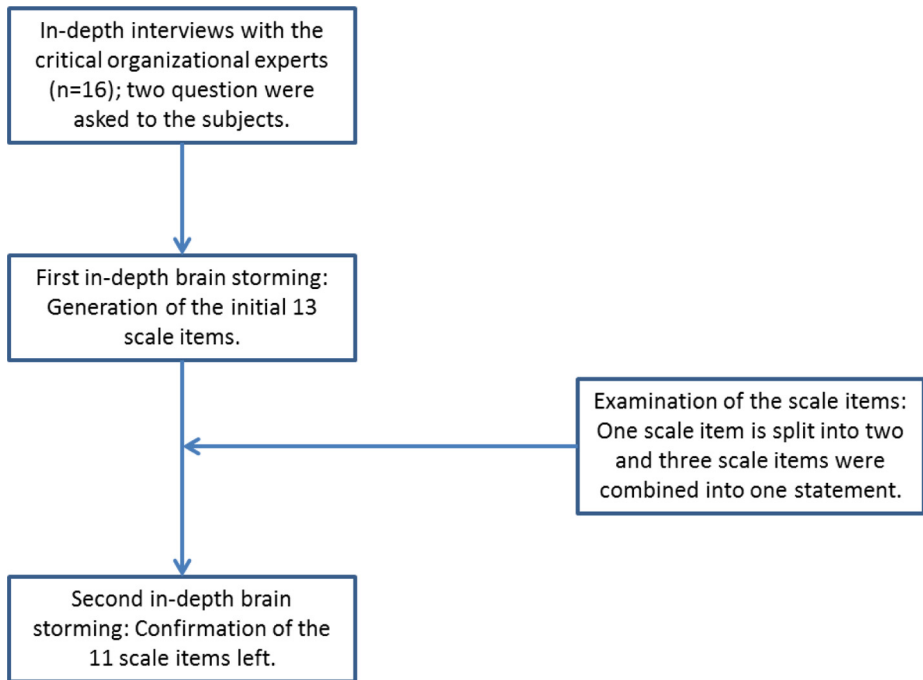 In-depth interviews with the
critical organizational experts
(n=16); two question were
asked to the subjects.
First in-depth brain storming:
Generation of the initial 13
scale items.
Examination of the scale items:
One scale item is split into two
and three scale items were
combined into one statement.
Second in-depth brain
storming: Confirmation of the
11 scale items left.